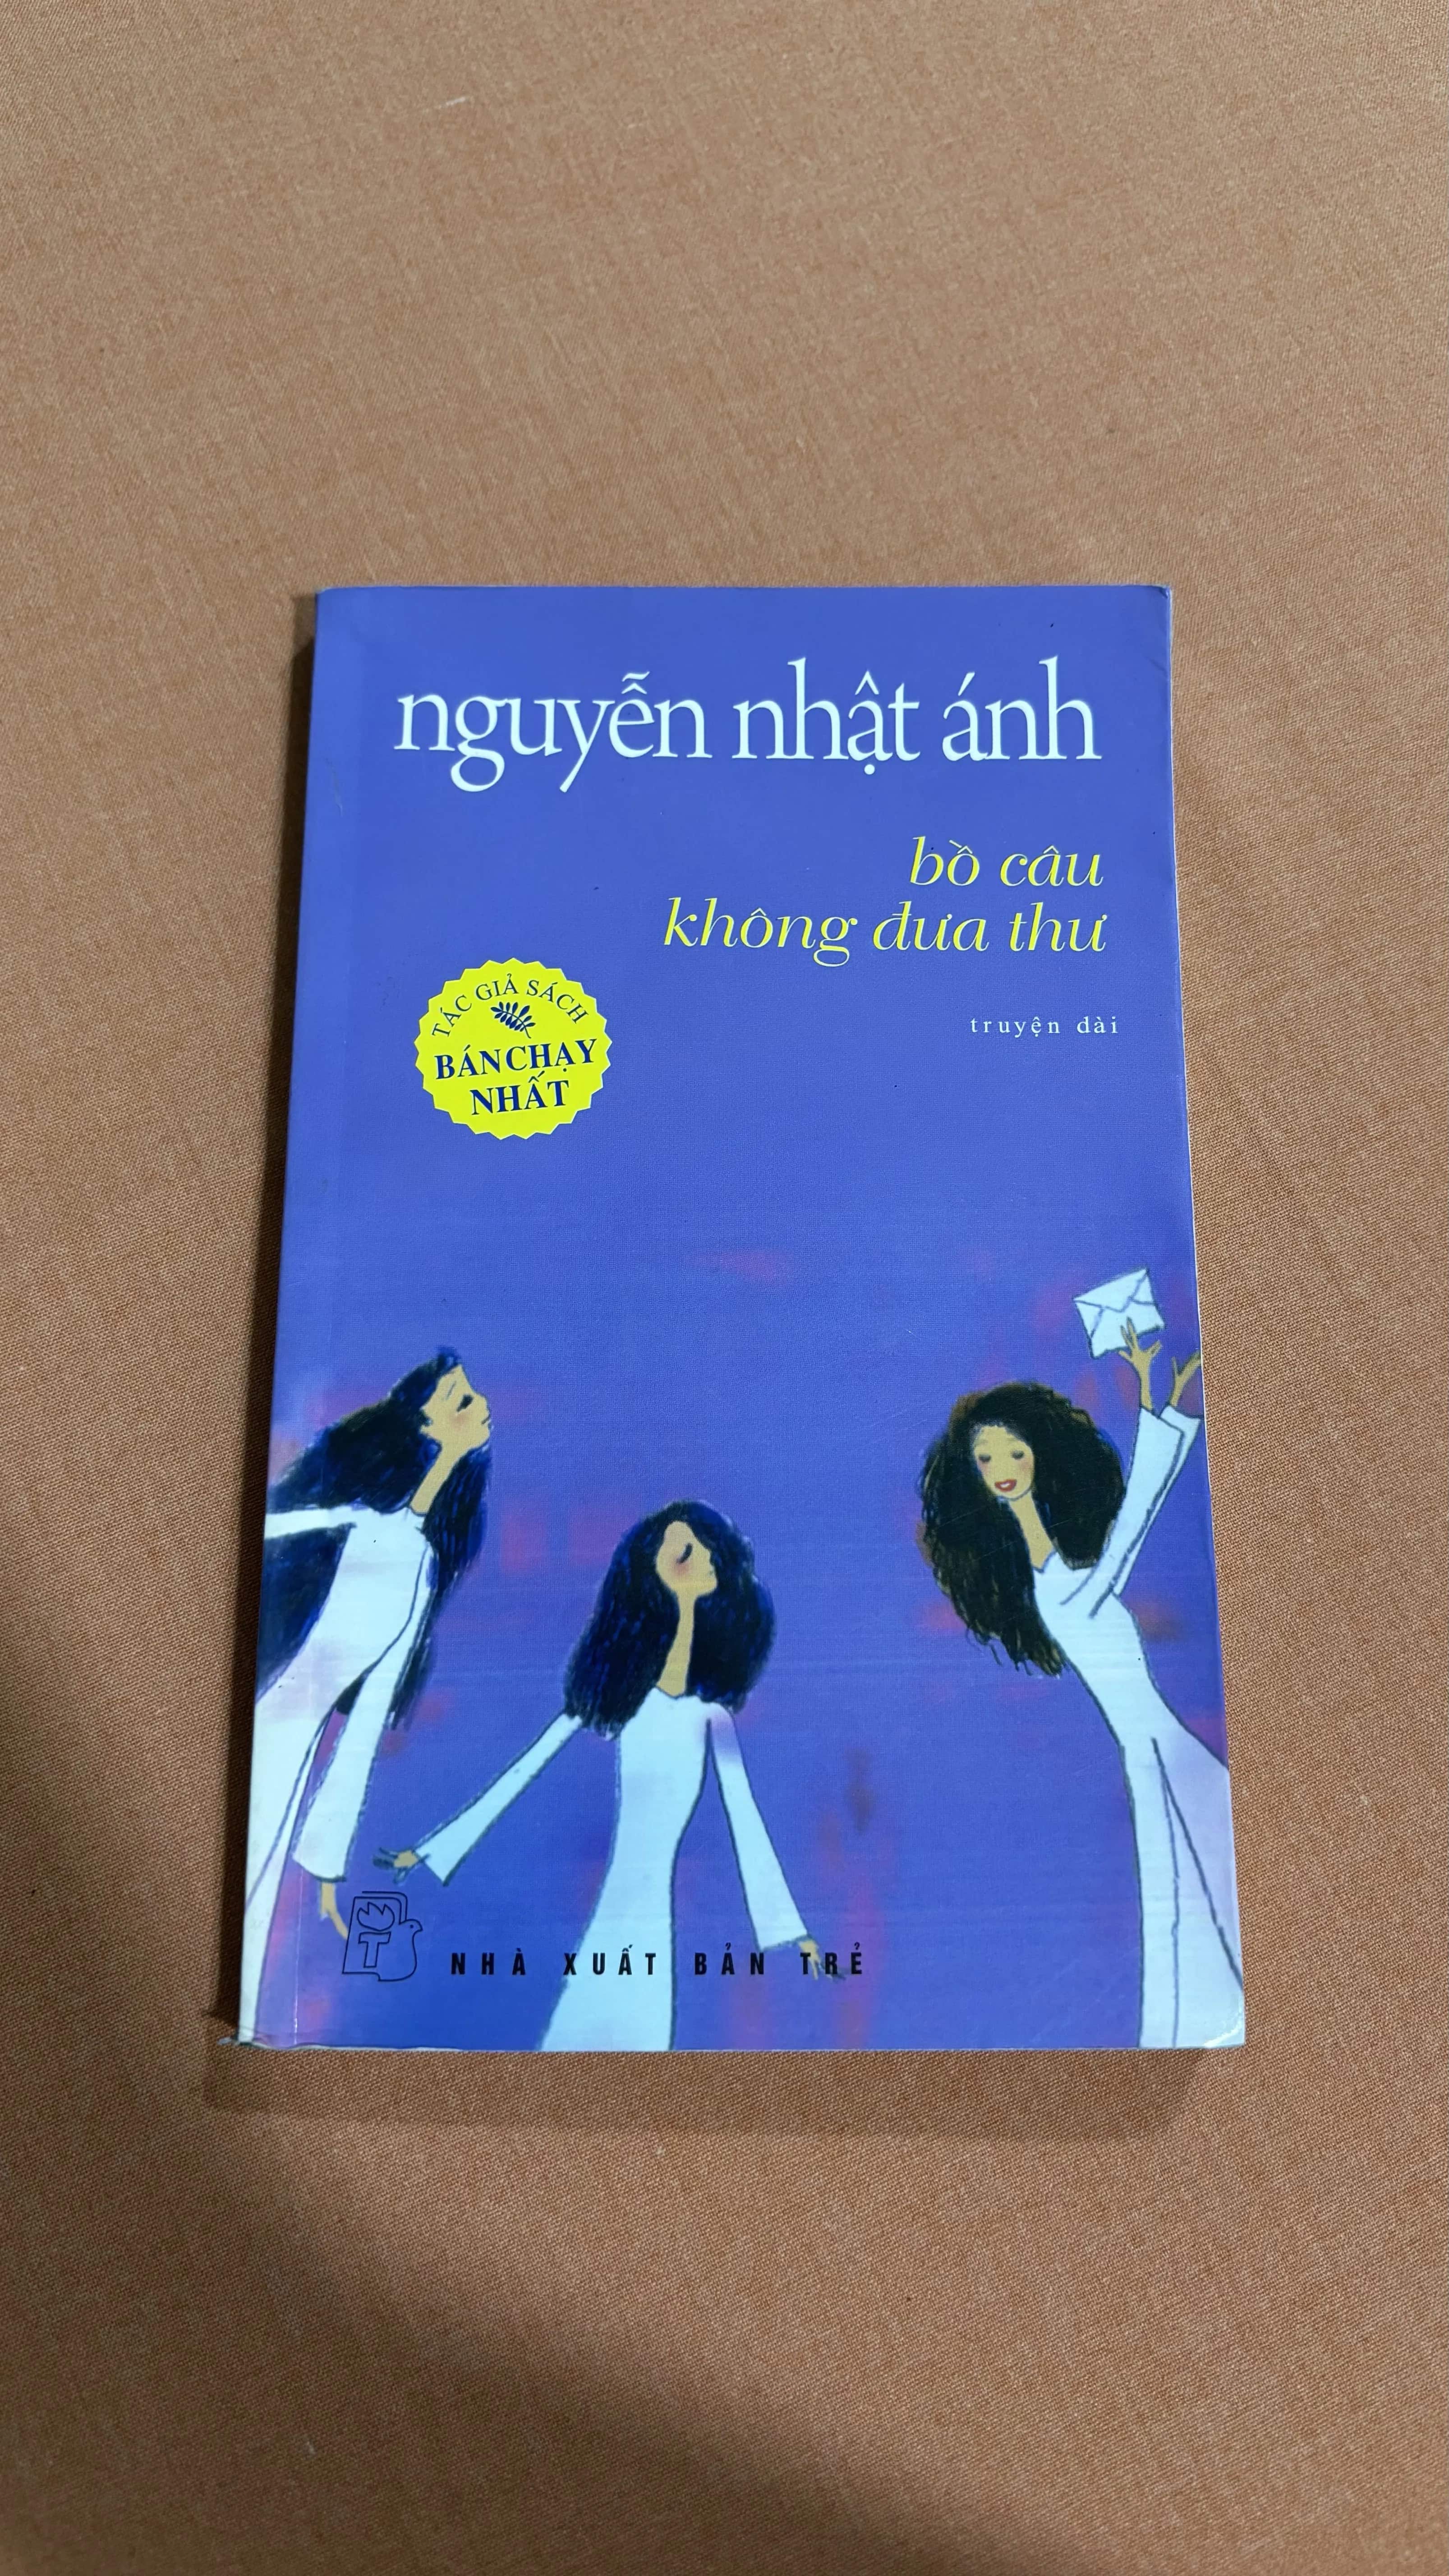 nguyễn nhật ánh
bồ câu
không đưa thư
truyện dài
TÁC GIẢ SÁCH
BÁN CHẠY
NHẤT
T
NHÀ XUẤT BẢN TRẺ